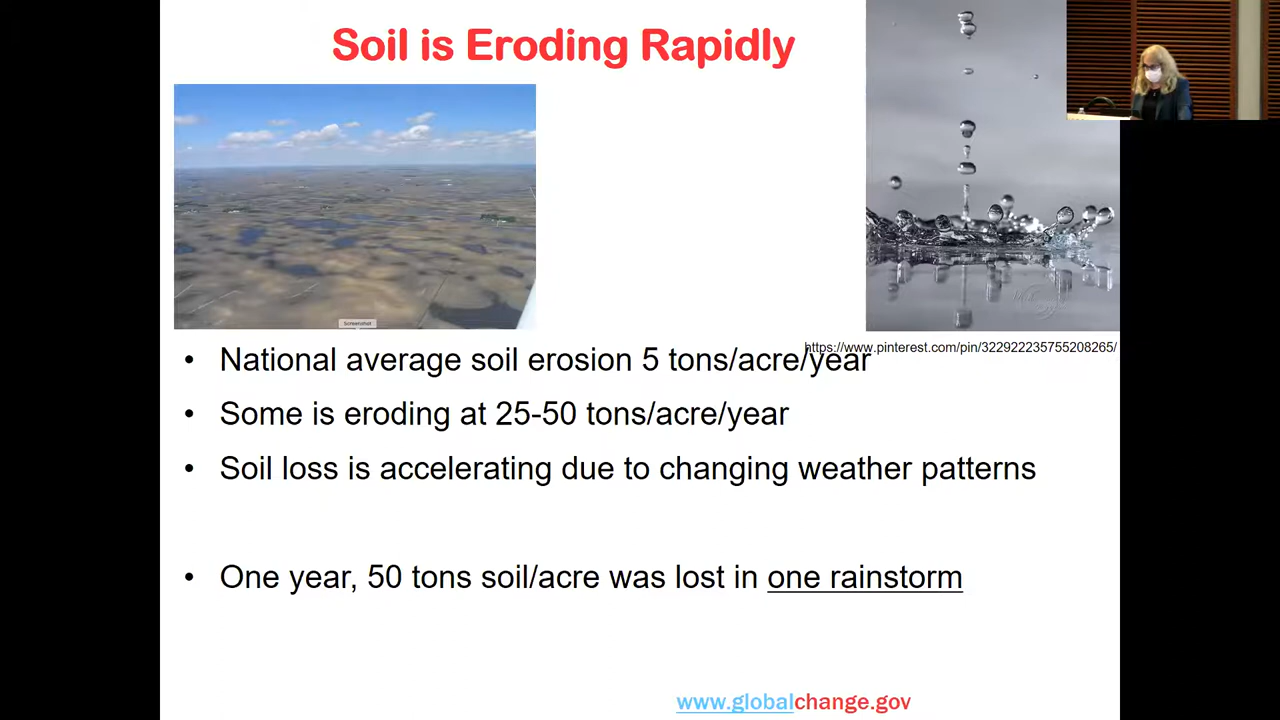 Soil is Eroding Rapidly
Screenshot
https://www.pinterest.com/pin/322922235755208265/
• National average soil erosion 5 tons/acre/year
• Some is eroding at 25-50 tons/acre/year
• Soil loss is accelerating due to changing weather patterns
• One year, 50 tons soil/acre was lost in one rainstorm
www.globalchange.gov